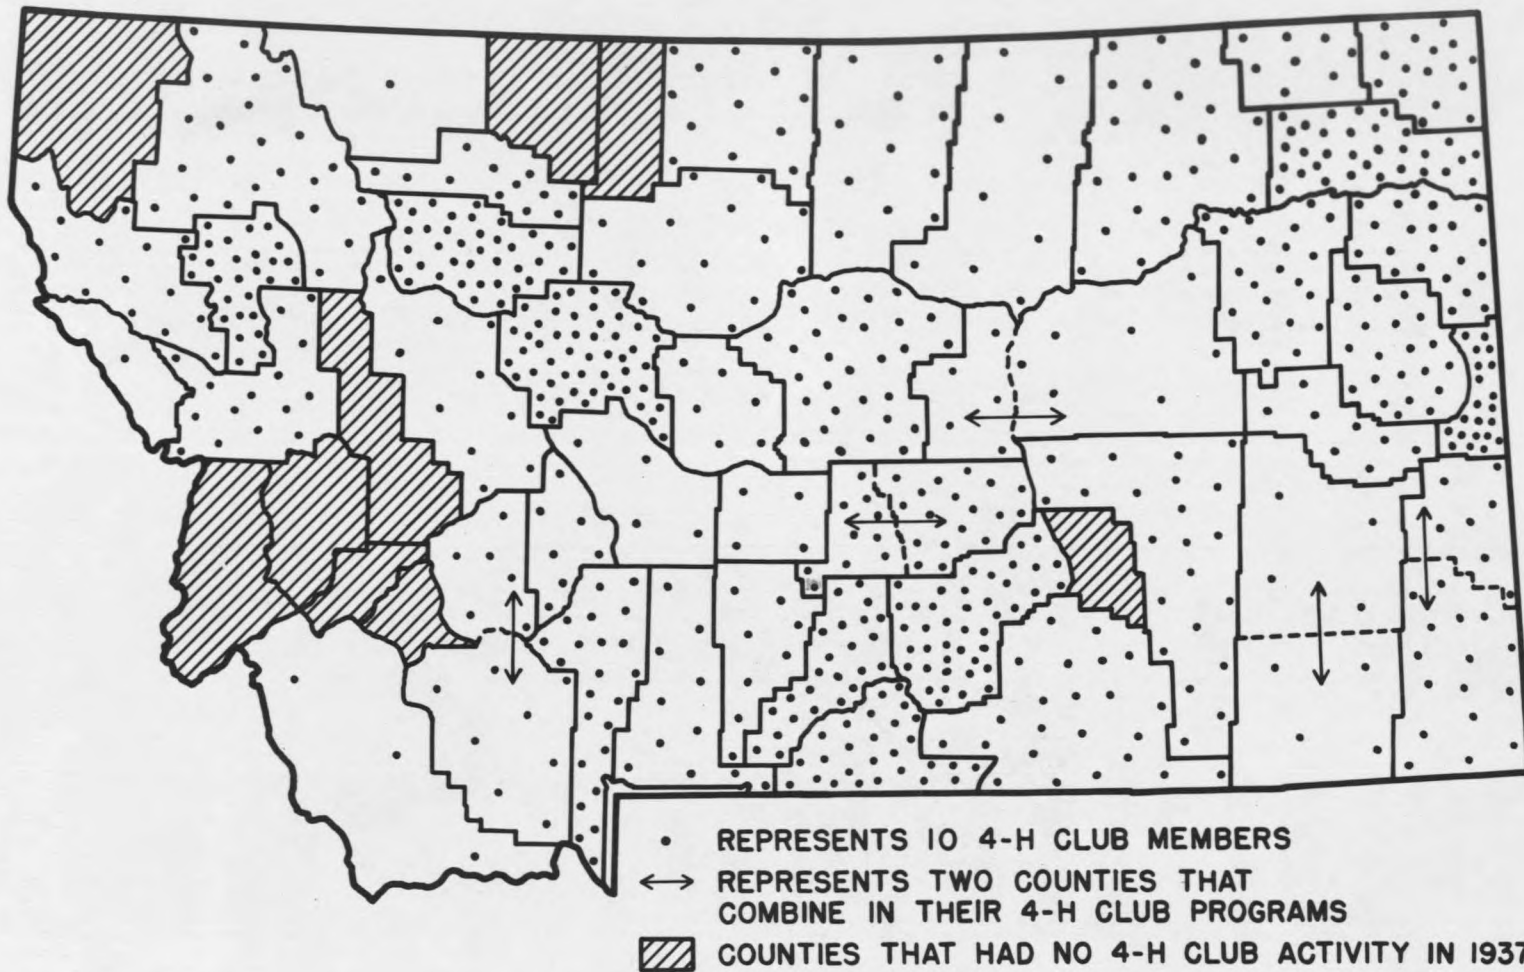 REPRESENTS 10 4-H CLUB MEMBERS
REPRESENTS TWO COUNTIES THAT
COMBINE IN THEIR 4-H CLUB PROGRAMS
COUNTIES THAT HAD NO 4-H CLUB ACTIVITY IN 1937